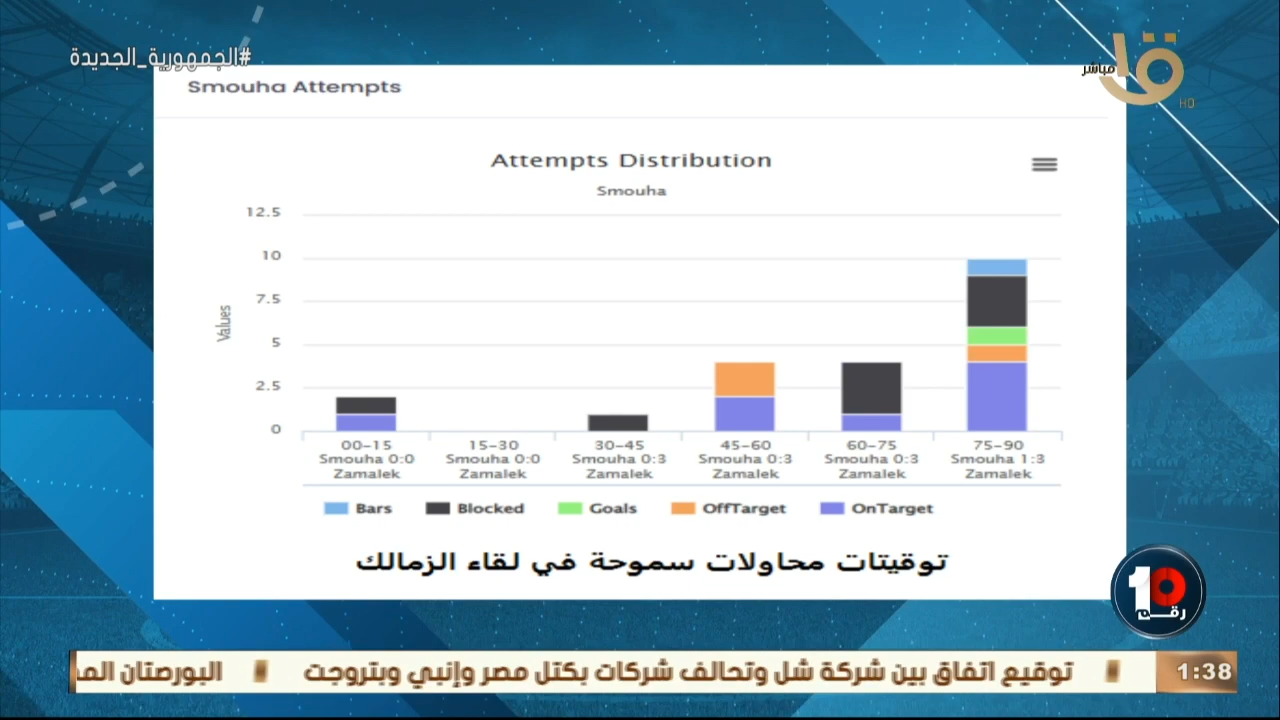 #الجمهورية_الجديدة
مباشر
HD
Smouha Attempts
Attempts Distribution
Smouha
Values
12.5
10
7.5
5
2.5
0
00-15 15-30 30-45 45-60 60-75 75-90
Smouha 0:0 Smouha 0:0 Smouha 0:3 Smouha 0:3 Smouha 0:3 Smouha 1:3
Zamalek Zamalek Zamalek Zamalek Zamalek Zamalek
Bars Blocked Goals OffTarget OnTarget
توقيتات محاولات سموحة في لقاء الزمالك
رقم 10
1:38 توقيع اتفاق بين شركة شل وتحالف شركات بكتل مصر وإنبي وبتروجت البورصتان